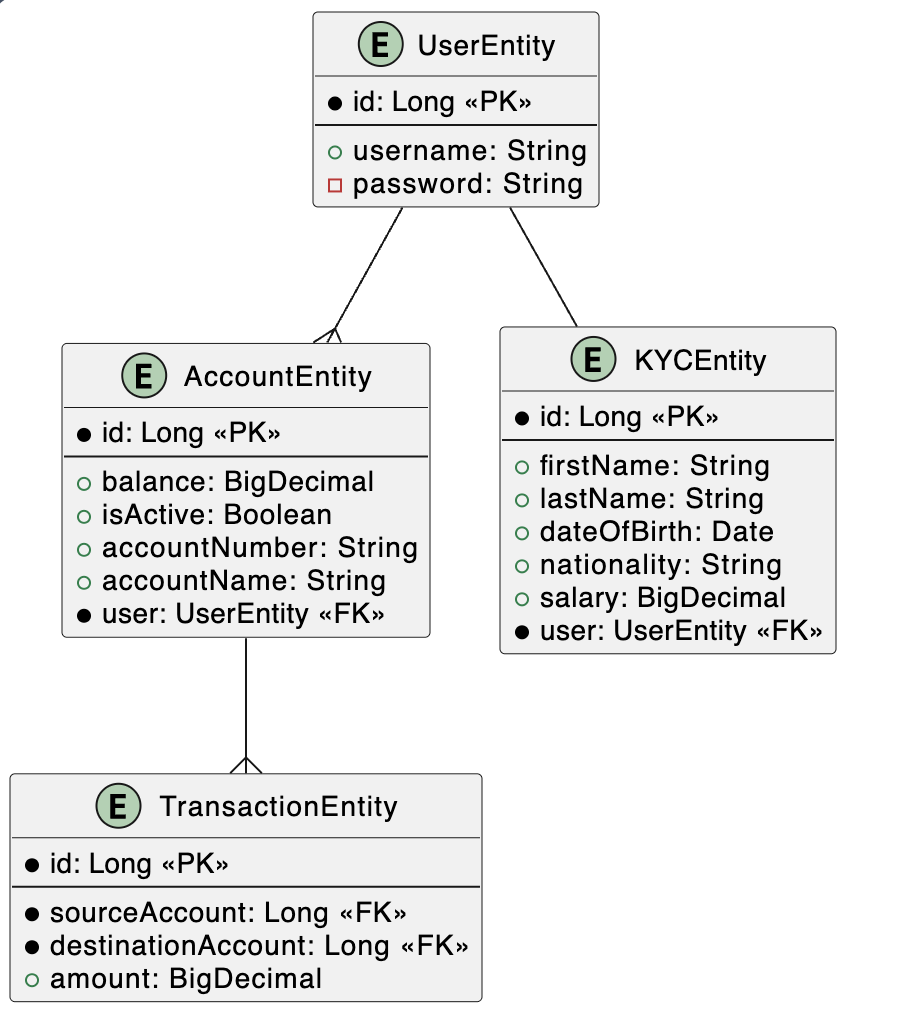 E UserEntity
id: Long «PK»
username: String
password: String
E AccountEntity
id: Long «PK»
balance: BigDecimal
isActive: Boolean
accountNumber: String
accountName: String
user: UserEntity «FK»
E KYCEntity
id: Long «PK»
firstName: String
lastName: String
dateOfBirth: Date
nationality: String
salary: BigDecimal
user: UserEntity «FK»
E TransactionEntity
id: Long «PK»
sourceAccount: Long «FK»
destinationAccount: Long «FK»
amount: BigDecimal